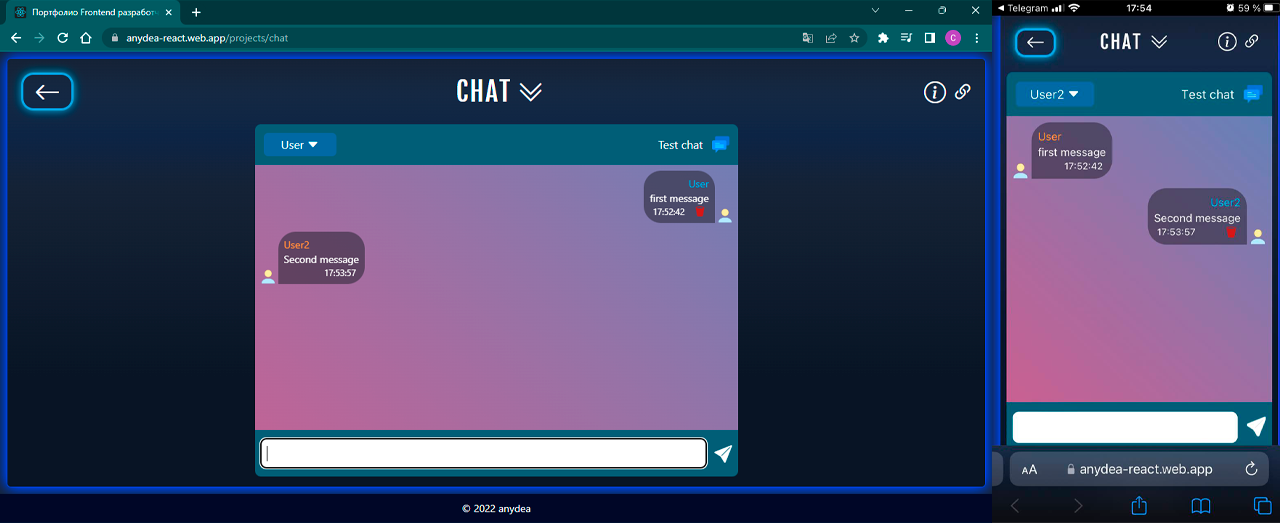 Портфолио Frontend разработч
anydea-react.web.app/projects/chat
C
CHAT
User
Test chat
User
first message
17:52:42
User2
Second message
17:53:57
© 2022 anydea
Telegram
17:54
59 %
CHAT
User2
Test chat
User
first message
17:52:42
User2
Second message
17:53:57
AA
anydea-react.web.app